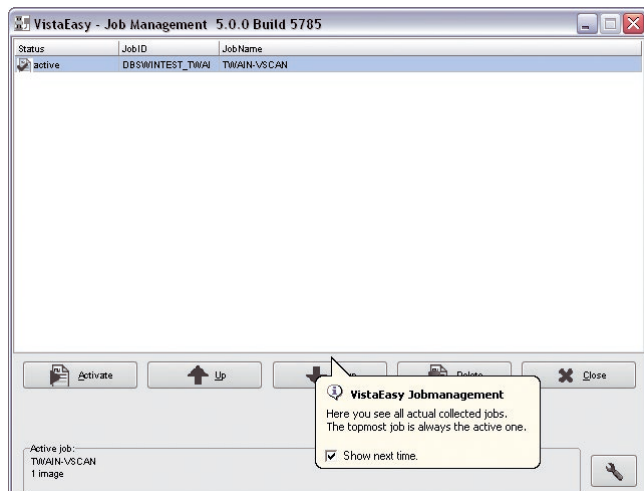 VistaEasy - Job Management 5.0.0 Build 5785
Status JobID JobName
active DBSWINTEST_TWAI TWAIN-VSCAN
Activate Up Delete Close
VistaEasy Jobmanagement
Here you see all actual collected jobs.
The topmost job is always the active one.
Show next time.
Active job:
TWAIN-VSCAN
1 image